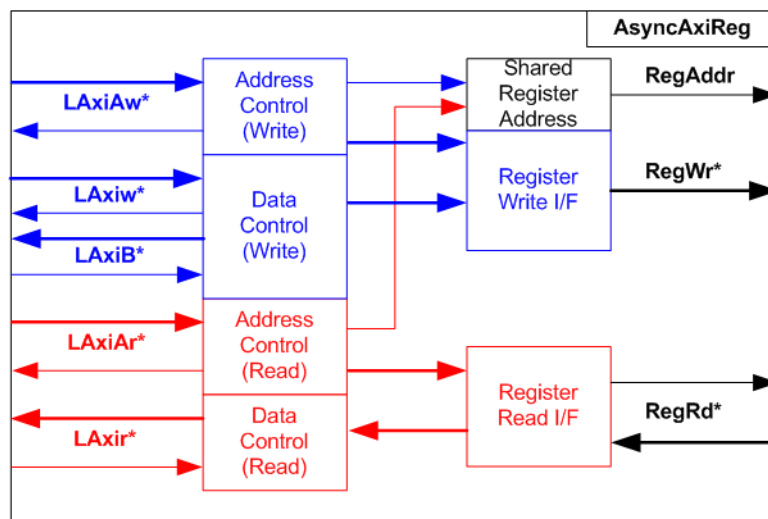 AsyncAxiReg
LAxiAw*
Address
Control
(Write)
Shared
Register
Address
RegAddr
LAxiw*
LAxiB*
Data
Control
(Write)
Register
Write I/F
RegWr*
LAxiAr*
Address
Control
(Read)
LAxir*
Data
Control
(Read)
Register
Read I/F
RegRd*